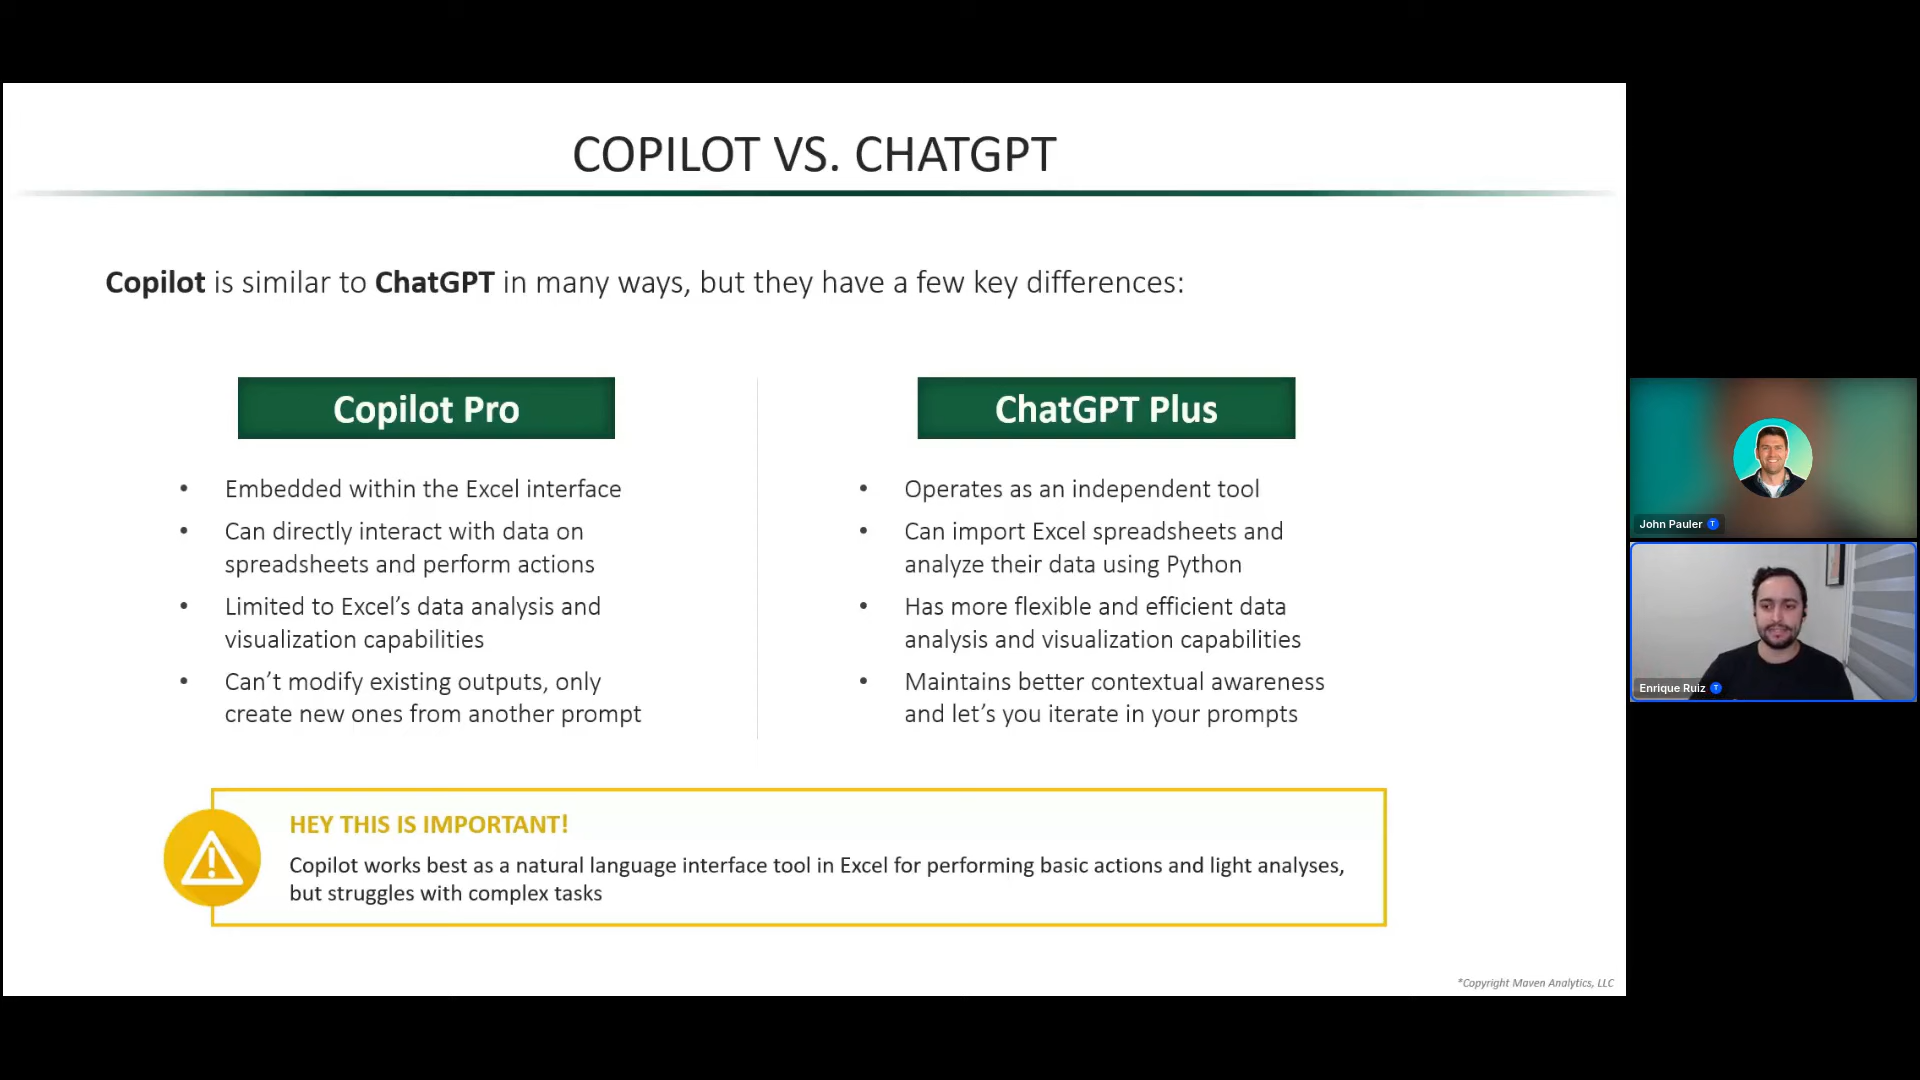 COPILOT VS. CHATGPT
Copilot is similar to ChatGPT in many ways, but they have a few key differences:
Copilot Pro
• Embedded within the Excel interface
• Can directly interact with data on
spreadsheets and perform actions
• Limited to Excel's data analysis and
visualization capabilities
• Can't modify existing outputs, only
create new ones from another prompt
ChatGPT Plus
• Operates as an independent tool
• Can import Excel spreadsheets and
analyze their data using Python
• Has more flexible and efficient data
analysis and visualization capabilities
• Maintains better contextual awareness
and let's you iterate in your prompts
HEY THIS IS IMPORTANT!
Copilot works best as a natural language interface tool in Excel for performing basic actions and light analyses,
but struggles with complex tasks
*Copyright Maven Analytics, LLC
John Pauler T
Enrique Ruiz T